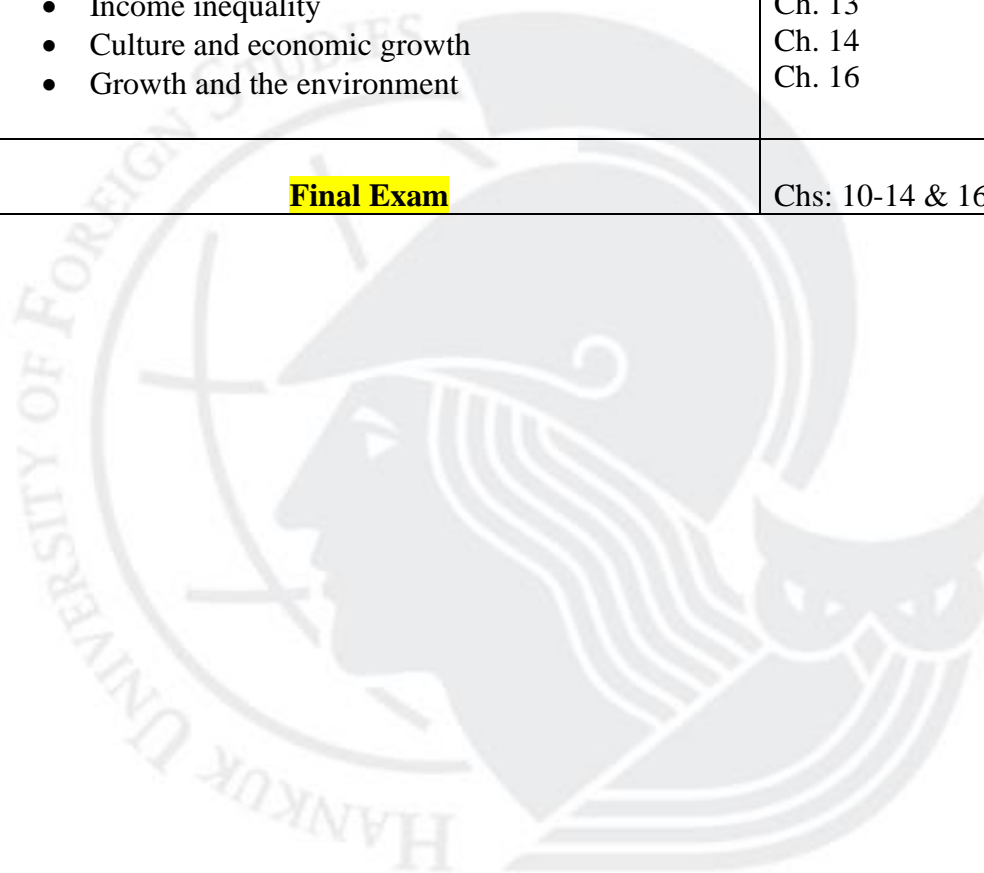 • Income inequality Ch. 13
• Culture and economic growth Ch. 14
• Growth and the environment Ch. 16
Final Exam Chs: 10-14 & 16
HANKUK UNIVERSITY OF FOREIGN STUDIES